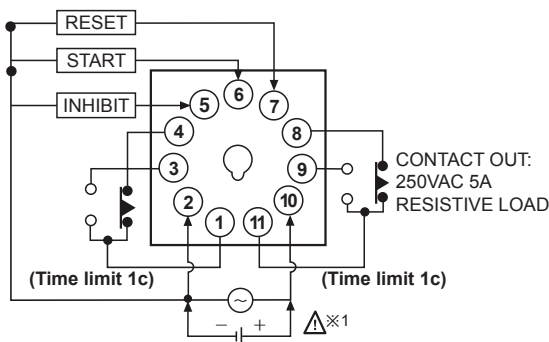 RESET
START
INHIBIT
6
5
7
4
8
3
9
2
10
1
11
CONTACT OUT:
250VAC 5A
RESISTIVE LOAD
(Time limit 1c)
(Time limit 1c)
~
− +
⚠※1